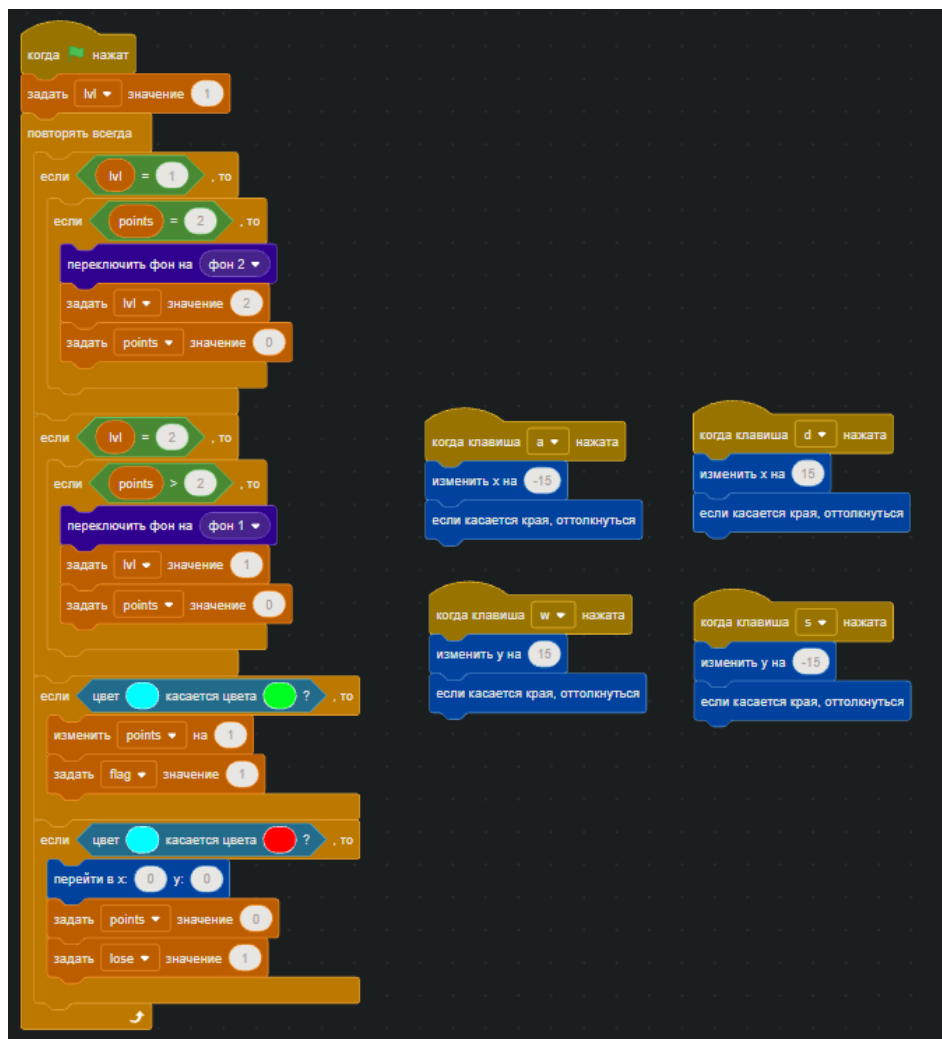 когда нажат
задать lvl значение 1
повторять всегда
если lvl = 1 , то
если points = 2 , то
переключить фон на фон 2
задать lvl значение 2
задать points значение 0
если lvl = 2 , то
если points > 2 , то
переключить фон на фон 1
задать lvl значение 1
задать points значение 0
если цвет касается цвета ? , то
изменить points на 1
задать flag значение 1
если цвет касается цвета ? , то
перейти в x: 0 y: 0
задать points значение 0
задать lose значение 1
когда клавиша a нажата
изменить x на -15
если касается края, оттолкнуться
когда клавиша d нажата
изменить x на 15
если касается края, оттолкнуться
когда клавиша w нажата
изменить y на 15
если касается края, оттолкнуться
когда клавиша s нажата
изменить y на -15
если касается края, оттолкнуться